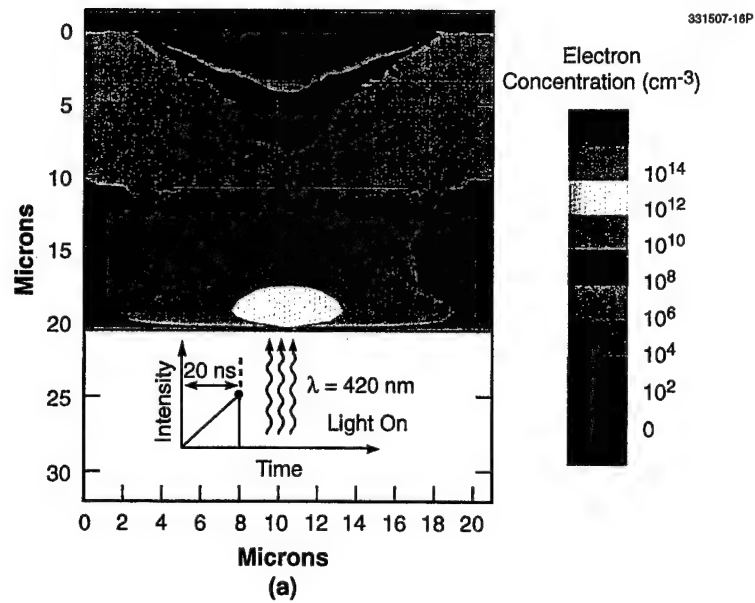 331507-16P
Electron
Concentration (cm-3)
10^14
10^12
10^10
10^8
10^6
10^4
10^2
0
Microns
0
5
10
15
20
25
30
20 ns
Intensity
Time
λ = 420 nm
Light On
0 2 4 6 8 10 12 14 16 18 20
Microns
(a)